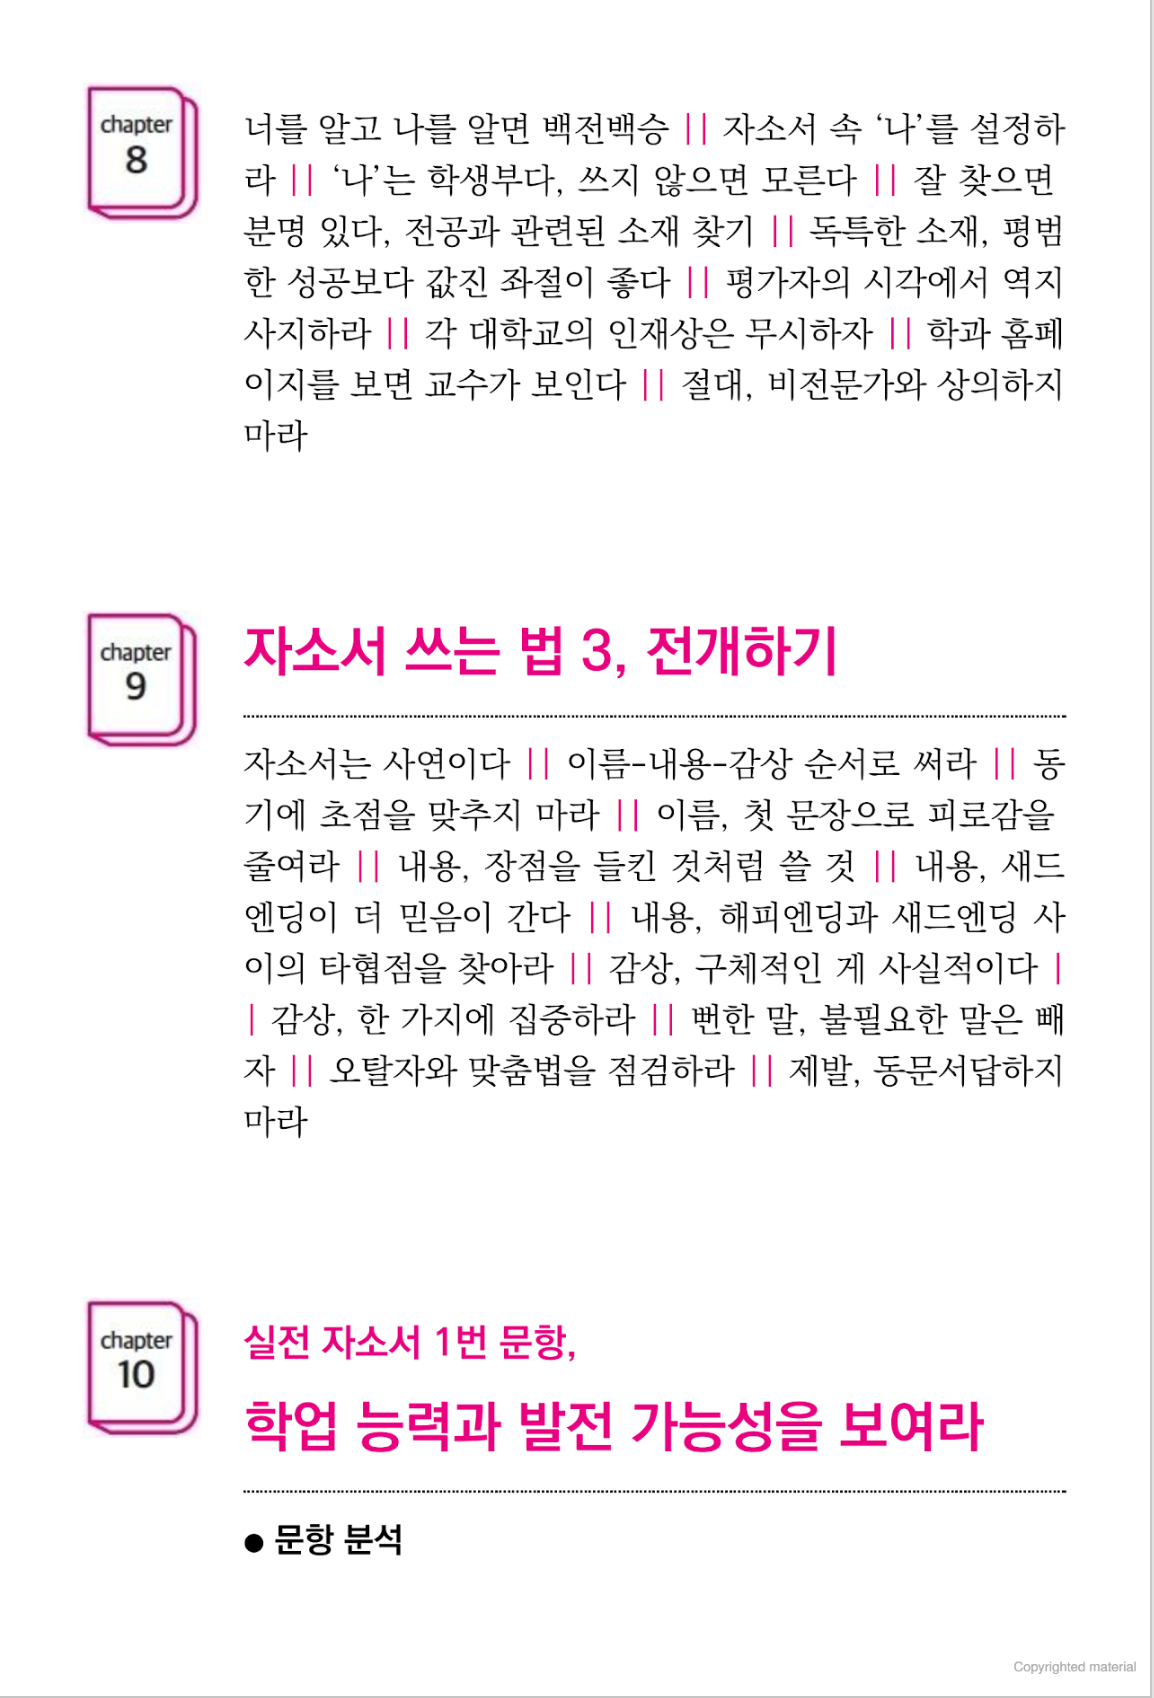 chapter
8
너를 알고 나를 알면 백전백승 || 자소서 속 ‘나’를 설정하
라 || ‘나’는 학생부다, 쓰지 않으면 모른다 || 잘 찾으면
분명 있다, 전공과 관련된 소재 찾기 || 독특한 소재, 평범
한 성공보다 값진 좌절이 좋다 || 평가자의 시각에서 역지
사지하라 || 각 대학교의 인재상은 무시하자 || 학과 홈페
이지를 보면 교수가 보인다 || 절대, 비전문가와 상의하지
마라
chapter
9
자소서 쓰는 법 3, 전개하기
자소서는 사연이다 || 이름-내용-감상 순서로 써라 || 동
기에 초점을 맞추지 마라 || 이름, 첫 문장으로 피로감을
줄여라 || 내용, 장점을 들킨 것처럼 쓸 것 || 내용, 새드
엔딩이 더 믿음이 간다 || 내용, 해피엔딩과 새드엔딩 사
이의 타협점을 찾아라 || 감상, 구체적인 게 사실적이다 |
| 감상, 한 가지에 집중하라 || 뻔한 말, 불필요한 말은 빼
자 || 오탈자와 맞춤법을 점검하라 || 제발, 동문서답하지
마라
chapter
10
실전 자소서 1번 문항,
학업 능력과 발전 가능성을 보여라
● 문항 분석
Copyrighted material